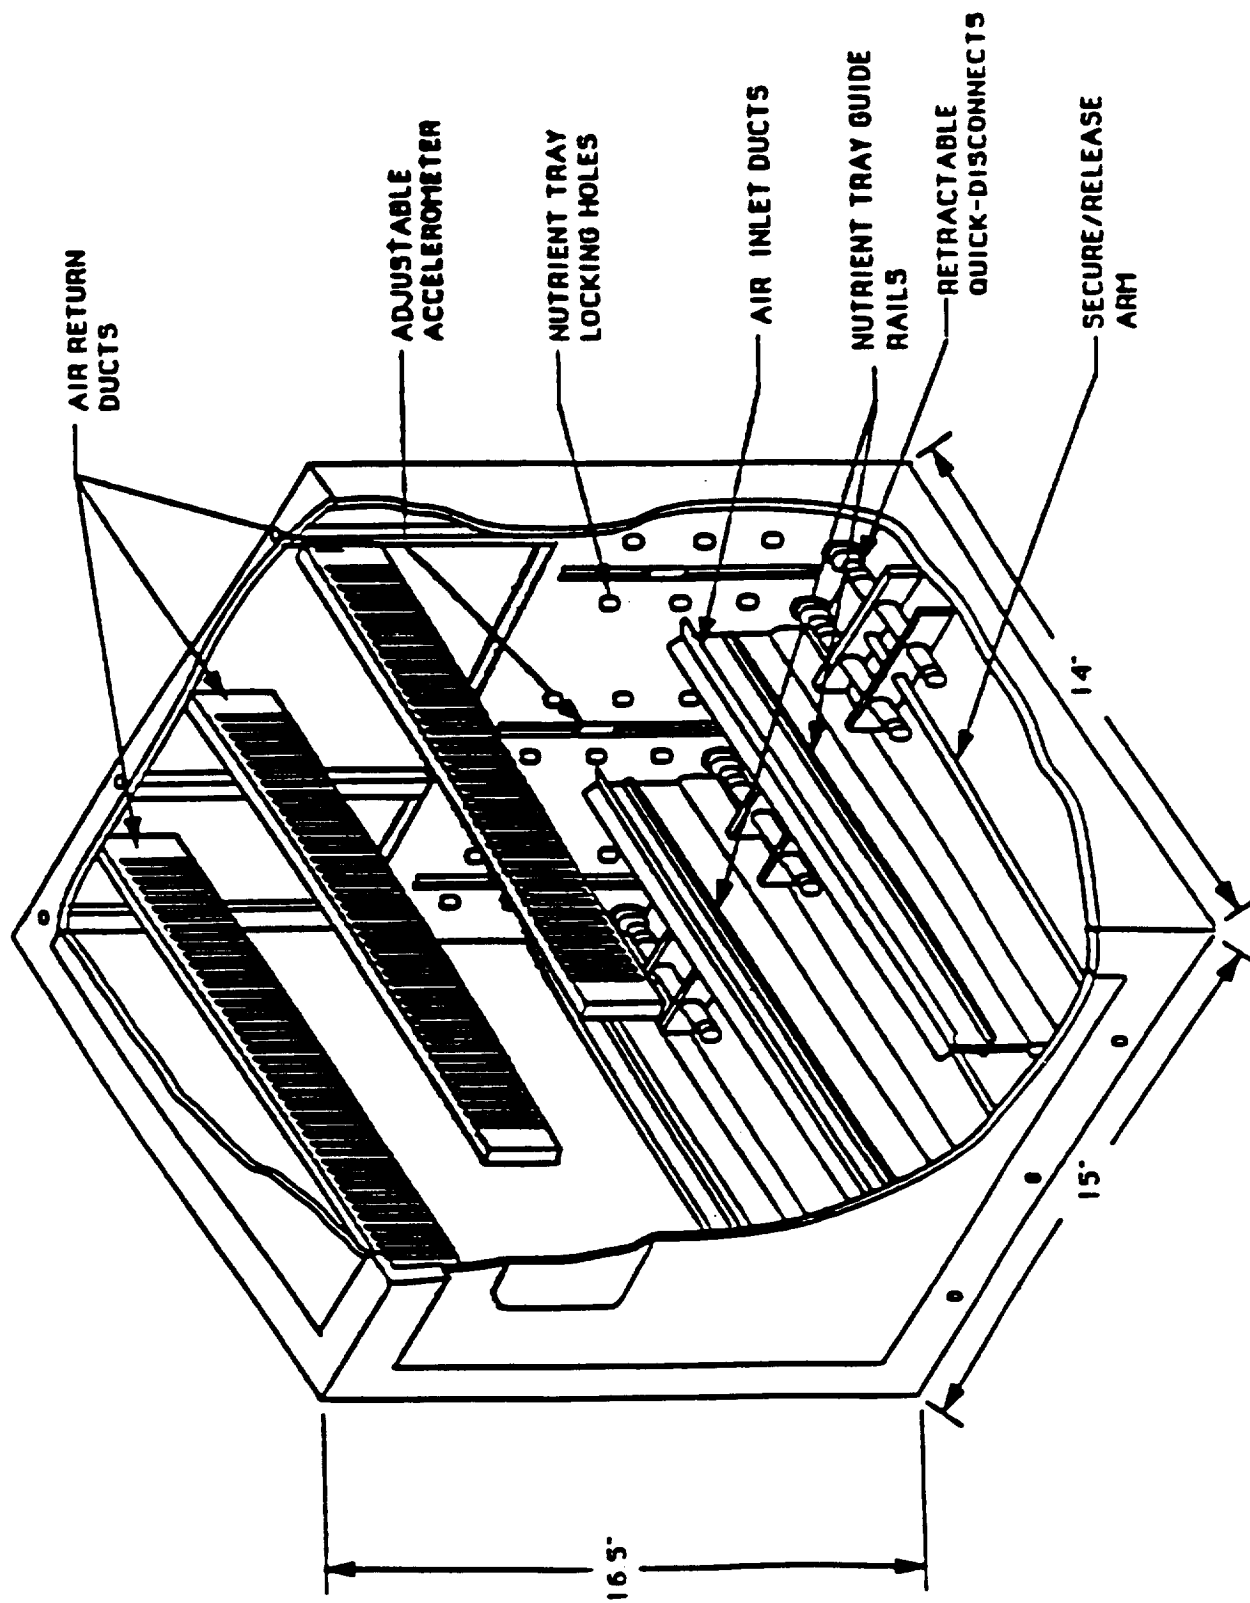 AIR RETURN
DUCTS
ADJUSTABLE
ACCELEROMETER
NUTRIENT TRAY
LOCKING HOLES
AIR INLET DUCTS
NUTRIENT TRAY GUIDE
RAILS
RETRACTABLE
QUICK-DISCONNECTS
SECURE/RELEASE
ARM
14"
15"
16.5"